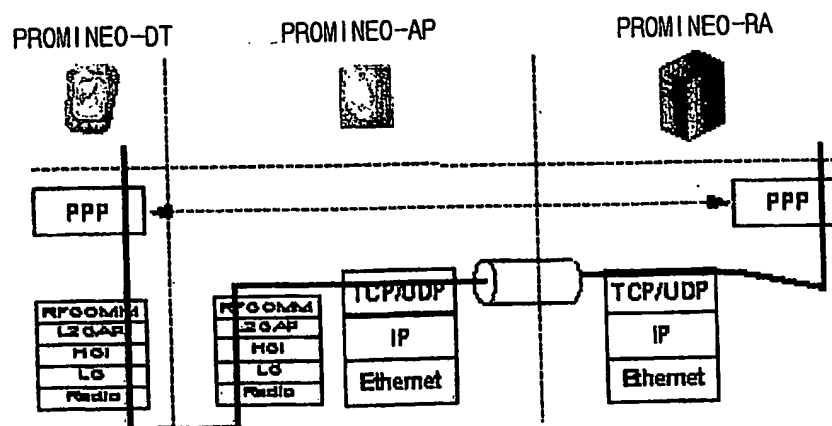 PROMINEO-DT
PROMINEO-AP
PROMINEO-RA
PPP
PPP
RFCOMM
L2CAP
HCI
LC
Radio
RFCOMM
L2CAP
HCI
LC
Radio
TCP/UDP
IP
Ethernet
TCP/UDP
IP
Ethernet